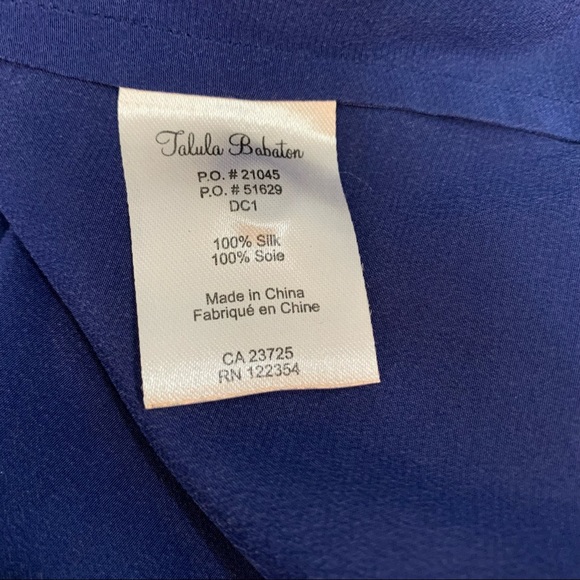 Talula Babaton
P.O. # 21045
P.O. # 51629
DC1
100% Silk
100% Soie
Made in China
Fabriqué en Chine
CA 23725
RN 122354